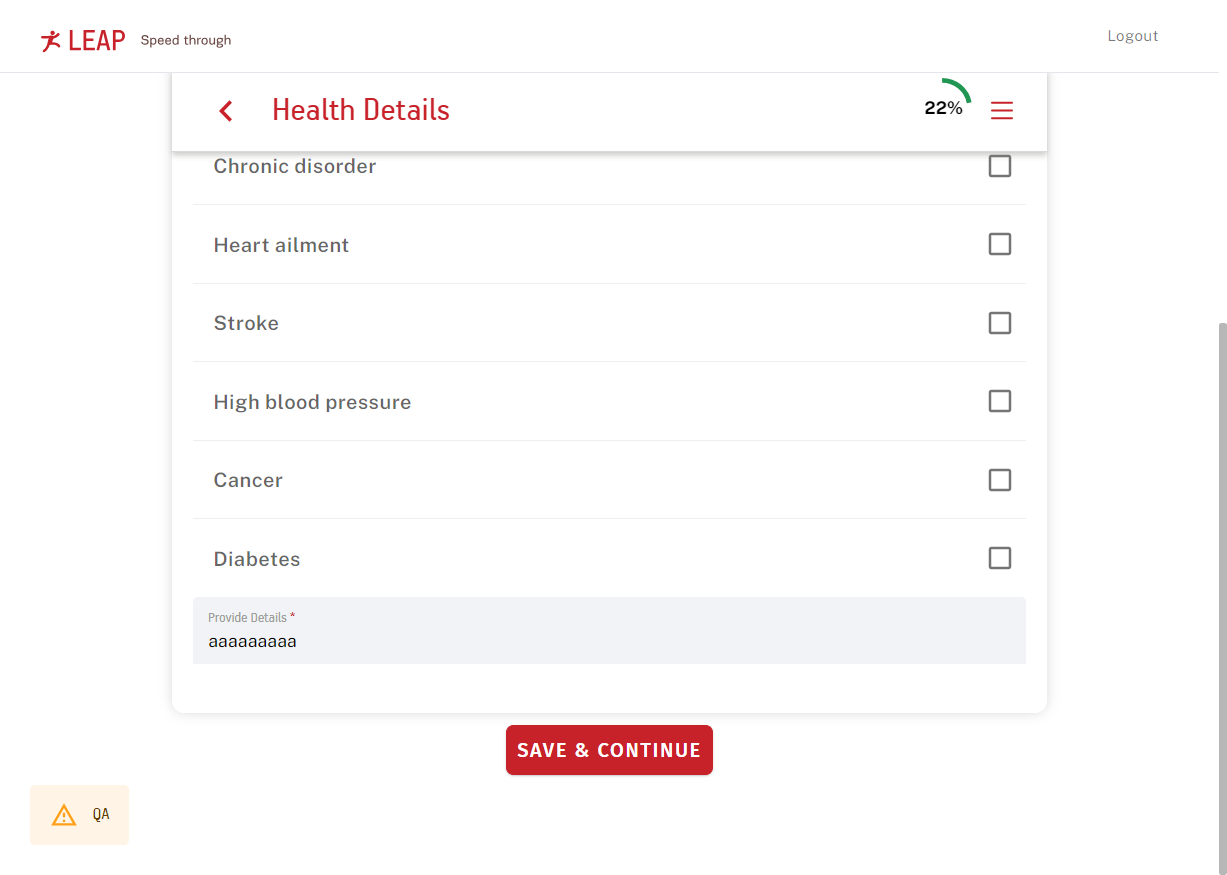 LEAP Speed through
Logout
Health Details
22%
Chronic disorder
Heart ailment
Stroke
High blood pressure
Cancer
Diabetes
Provide Details *
aaaaaaaaa
SAVE & CONTINUE
QA